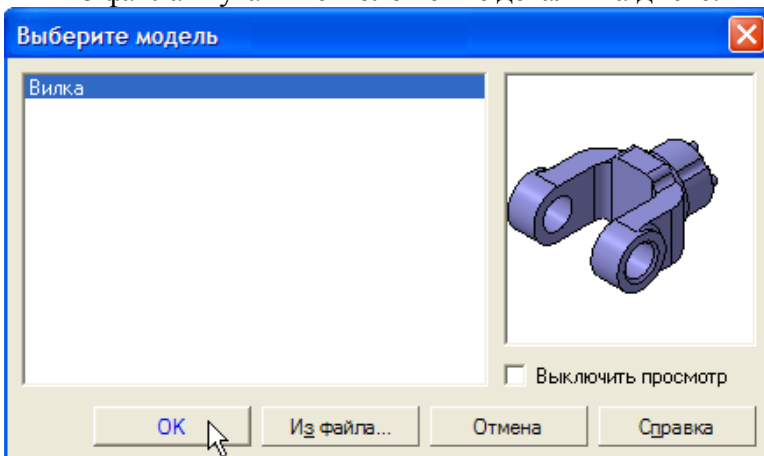 Выберите модель
Вилка
Выключить просмотр
OK
Из файла...
Отмена
Справка